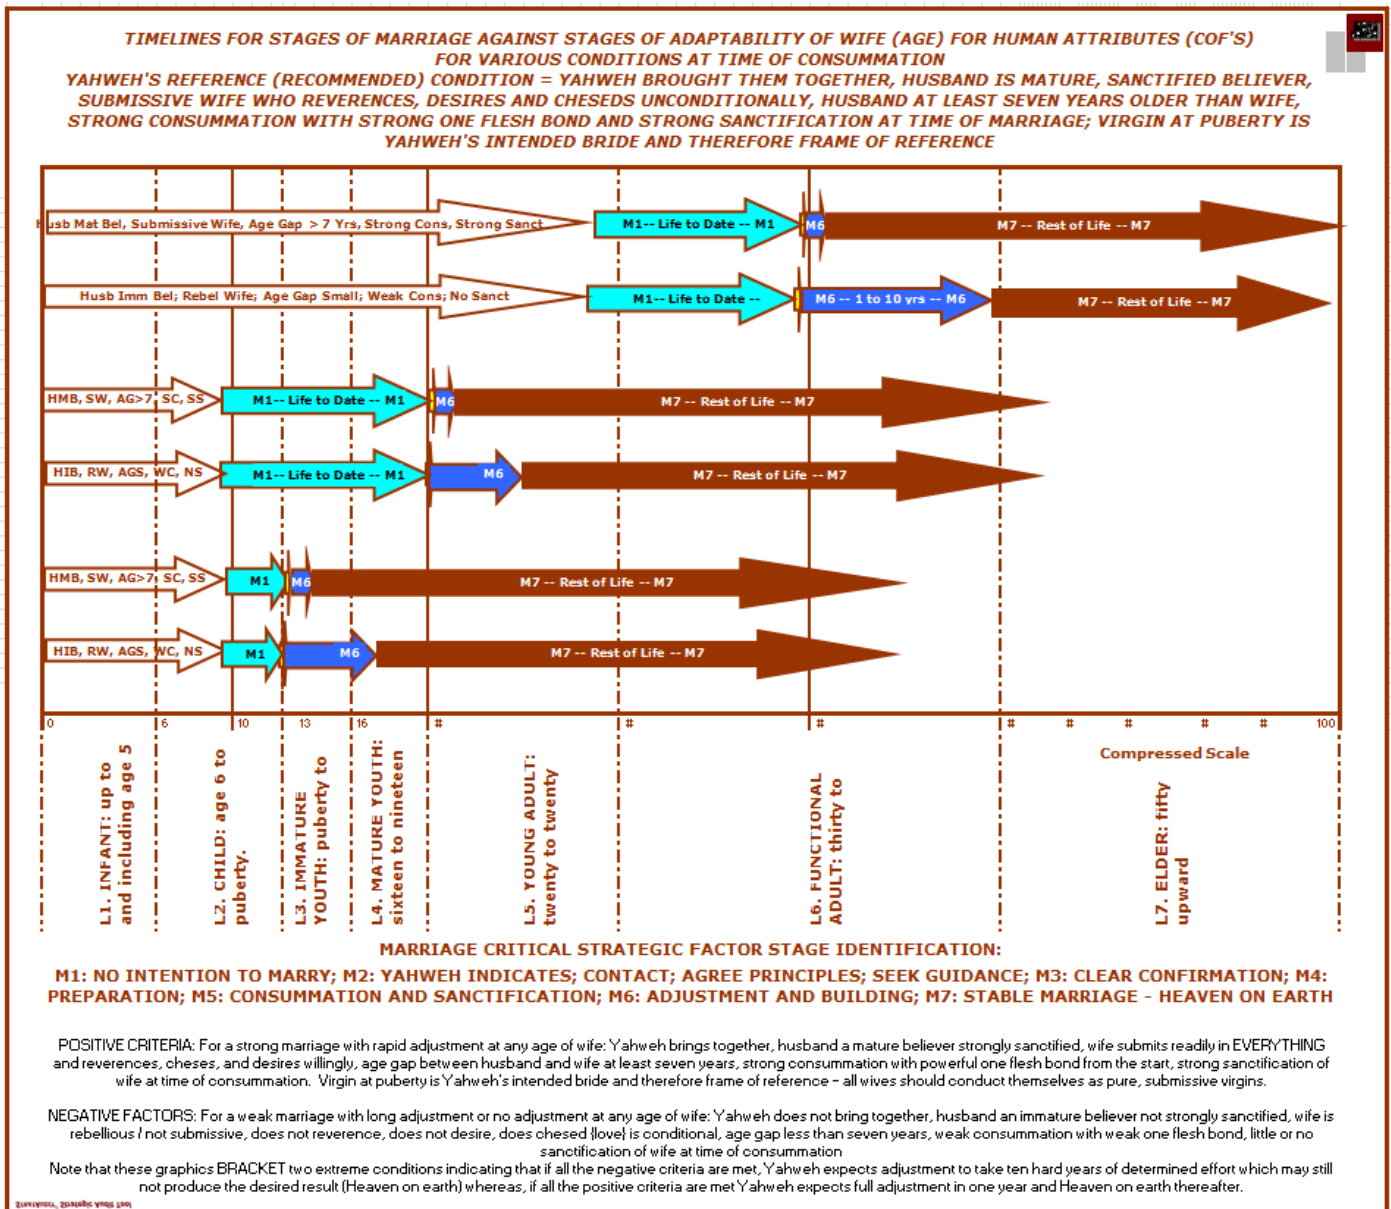 TIMELINES FOR STAGES OF MARRIAGE AGAINST STAGES OF ADAPTABILITY OF WIFE (AGE) FOR HUMAN ATTRIBUTES (COF'S)
FOR VARIOUS CONDITIONS AT TIME OF CONSUMMATION
YAHWEH'S REFERENCE (RECOMMENDED) CONDITION = YAHWEH BROUGHT THEM TOGETHER, HUSBAND IS MATURE, SANCTIFIED BELIEVER,
SUBMISSIVE WIFE WHO REVERENCES, DESIRES AND CHESEDS UNCONDITIONALLY, HUSBAND AT LEAST SEVEN YEARS OLDER THAN WIFE,
STRONG CONSUMMATION WITH STRONG ONE FLESH BOND AND STRONG SANCTIFICATION AT TIME OF MARRIAGE; VIRGIN AT PUBERTY IS
YAHWEH'S INTENDED BRIDE AND THEREFORE FRAME OF REFERENCE
Husb Mat Bel, Submissive Wife, Age Gap > 7 Yrs, Strong Cons, Strong Sanct
M1-- Life to Date -- M1
M6
M7 -- Rest of Life -- M7
Husb Imm Bel; Rebel Wife; Age Gap Small; Weak Cons; No Sanct
M1-- Life to Date --
M6 -- 1 to 10 yrs -- M6
M7 -- Rest of Life -- M7
HMB, SW, AG>7, SC, SS
M1-- Life to Date -- M1
M6
M7 -- Rest of Life -- M7
HIB, RW, AGS, WC, NS
M1-- Life to Date -- M1
M6
M7 -- Rest of Life -- M7
HMB, SW, AG>7, SC, SS
M1
M6
M7 -- Rest of Life -- M7
HIB, RW, AGS, WC, NS
M1
M6
M7 -- Rest of Life -- M7
0 6 10 13 16 # # # # # # # # 100
Compressed Scale
L1. INFANT: up to
and including age 5
L2. CHILD: age 6 to
puberty.
L3. IMMATURE
YOUTH: puberty to
L4. MATURE YOUTH:
sixteen to nineteen
L5. YOUNG ADULT:
twenty to twenty
L6. FUNCTIONAL
ADULT: thirty to
L7. ELDER: fifty
upward
MARRIAGE CRITICAL STRATEGIC FACTOR STAGE IDENTIFICATION:
M1: NO INTENTION TO MARRY; M2: YAHWEH INDICATES; CONTACT; AGREE PRINCIPLES; SEEK GUIDANCE; M3: CLEAR CONFIRMATION; M4:
PREPARATION; M5: CONSUMMATION AND SANCTIFICATION; M6: ADJUSTMENT AND BUILDING; M7: STABLE MARRIAGE - HEAVEN ON EARTH
POSITIVE CRITERIA: For a strong marriage with rapid adjustment at any age of wife: Yahweh brings together, husband a mature believer strongly sanctified, wife submits readily in EVERYTHING
and reverences, cheses, and desires willingly, age gap between husband and wife at least seven years, strong consummation with powerful one flesh bond from the start, strong sanctification of
wife at time of consummation. Virgin at puberty is Yahweh's intended bride and therefore frame of reference - all wives should conduct themselves as pure, submissive virgins.
NEGATIVE FACTORS: For a weak marriage with long adjustment or no adjustment at any age of wife: Yahweh does not bring together, husband an immature believer not strongly sanctified, wife is
rebellious / not submissive, does not reverence, does not desire, does chesed {love} is conditional, age gap less than seven years, weak consummation with weak one flesh bond, little or no
sanctification of wife at time of consummation
Note that these graphics BRACKET two extreme conditions indicating that if all the negative criteria are met, Yahweh expects adjustment to take ten hard years of determined effort which may still
not produce the desired result (Heaven on earth) whereas, if all the positive criteria are met Yahweh expects full adjustment in one year and Heaven on earth thereafter.
Strategic Audit Tool